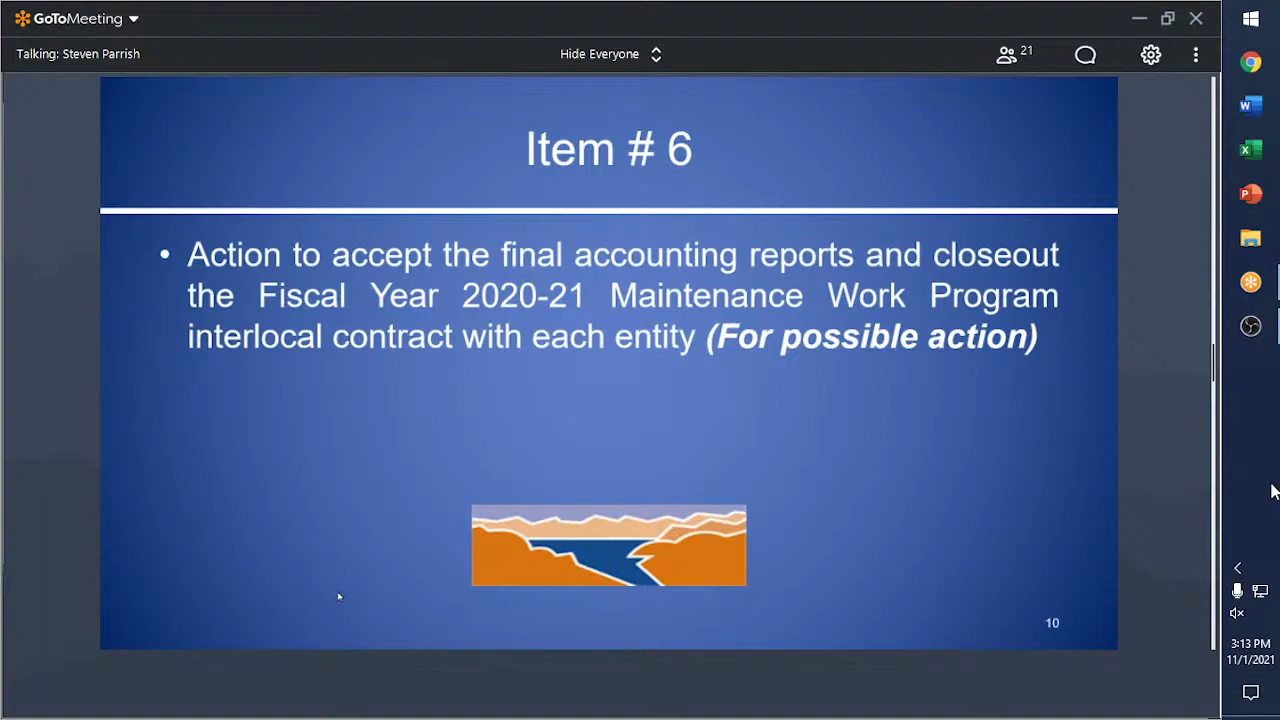 GoToMeeting
Talking: Steven Parrish
Hide Everyone
21
Item # 6
• Action to accept the final accounting reports and closeout
the Fiscal Year 2020-21 Maintenance Work Program
interlocal contract with each entity (For possible action)
10
3:13 PM
11/1/2021